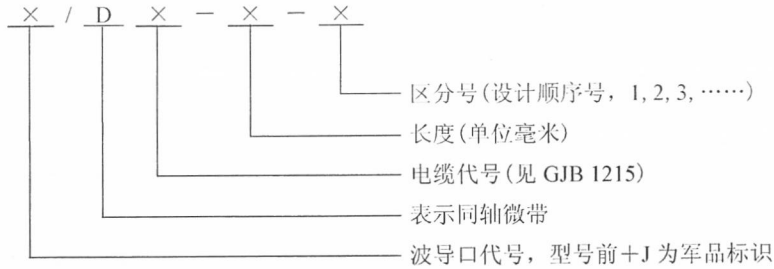 × / D × － × － ×
区分号(设计顺序号，1,2,3,……)
长度(单位毫米)
电缆代号(见 GJB 1215)
表示同轴微带
波导口代号，型号前＋J 为军品标识